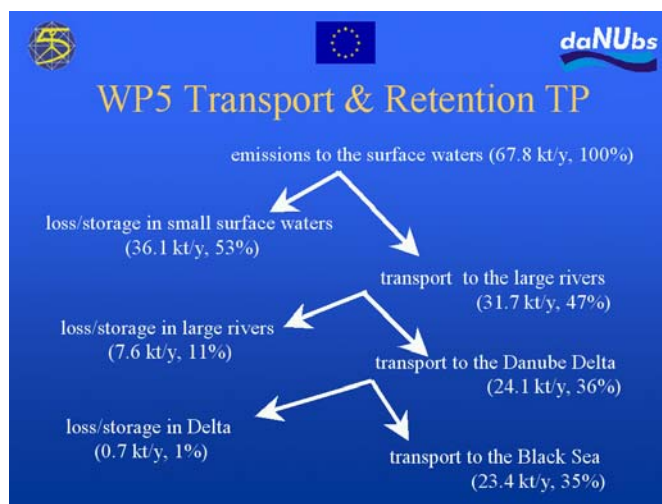 daNUbs
WP5 Transport & Retention TP
emissions to the surface waters (67.8 kt/y, 100%)
loss/storage in small surface waters
(36.1 kt/y, 53%)
transport to the large rivers
(31.7 kt/y, 47%)
loss/storage in large rivers
(7.6 kt/y, 11%)
transport to the Danube Delta
(24.1 kt/y, 36%)
loss/storage in Delta
(0.7 kt/y, 1%)
transport to the Black Sea
(23.4 kt/y, 35%)